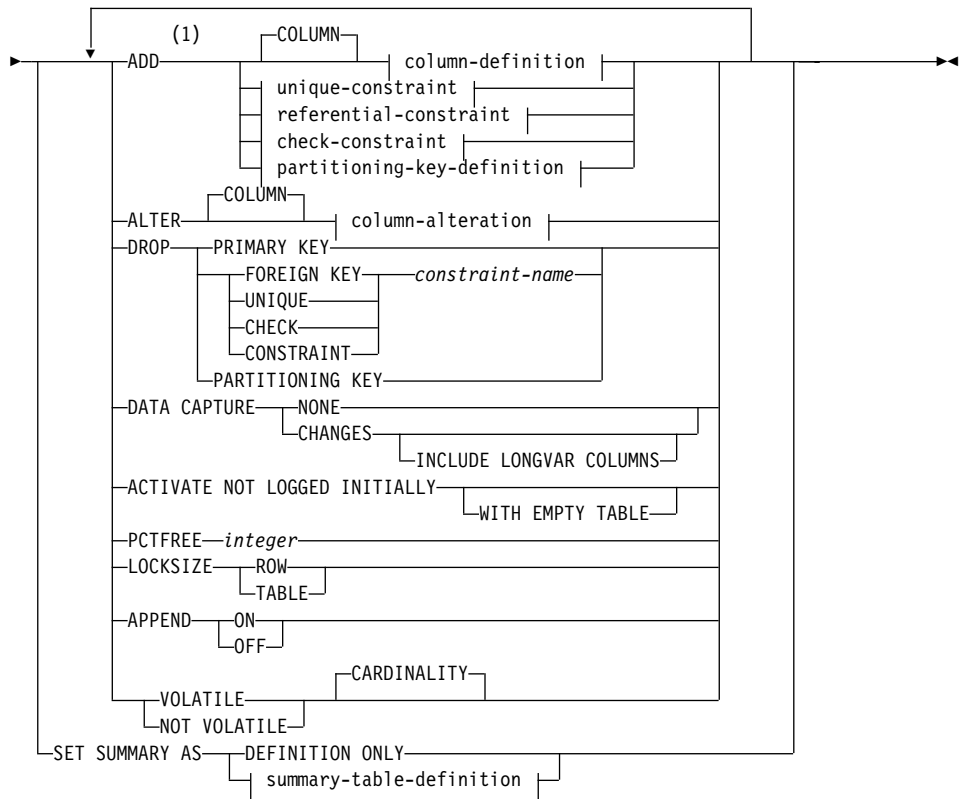 (1)
COLUMN
ADD
column-definition
unique-constraint
referential-constraint
check-constraint
partitioning-key-definition
COLUMN
ALTER
column-alteration
DROP PRIMARY KEY
FOREIGN KEY constraint-name
UNIQUE
CHECK
CONSTRAINT
PARTITIONING KEY
DATA CAPTURE NONE
CHANGES
INCLUDE LONGVAR COLUMNS
ACTIVATE NOT LOGGED INITIALLY
WITH EMPTY TABLE
PCTFREE integer
LOCKSIZE ROW
TABLE
APPEND ON
OFF
CARDINALITY
VOLATILE
NOT VOLATILE
SET SUMMARY AS DEFINITION ONLY
summary-table-definition